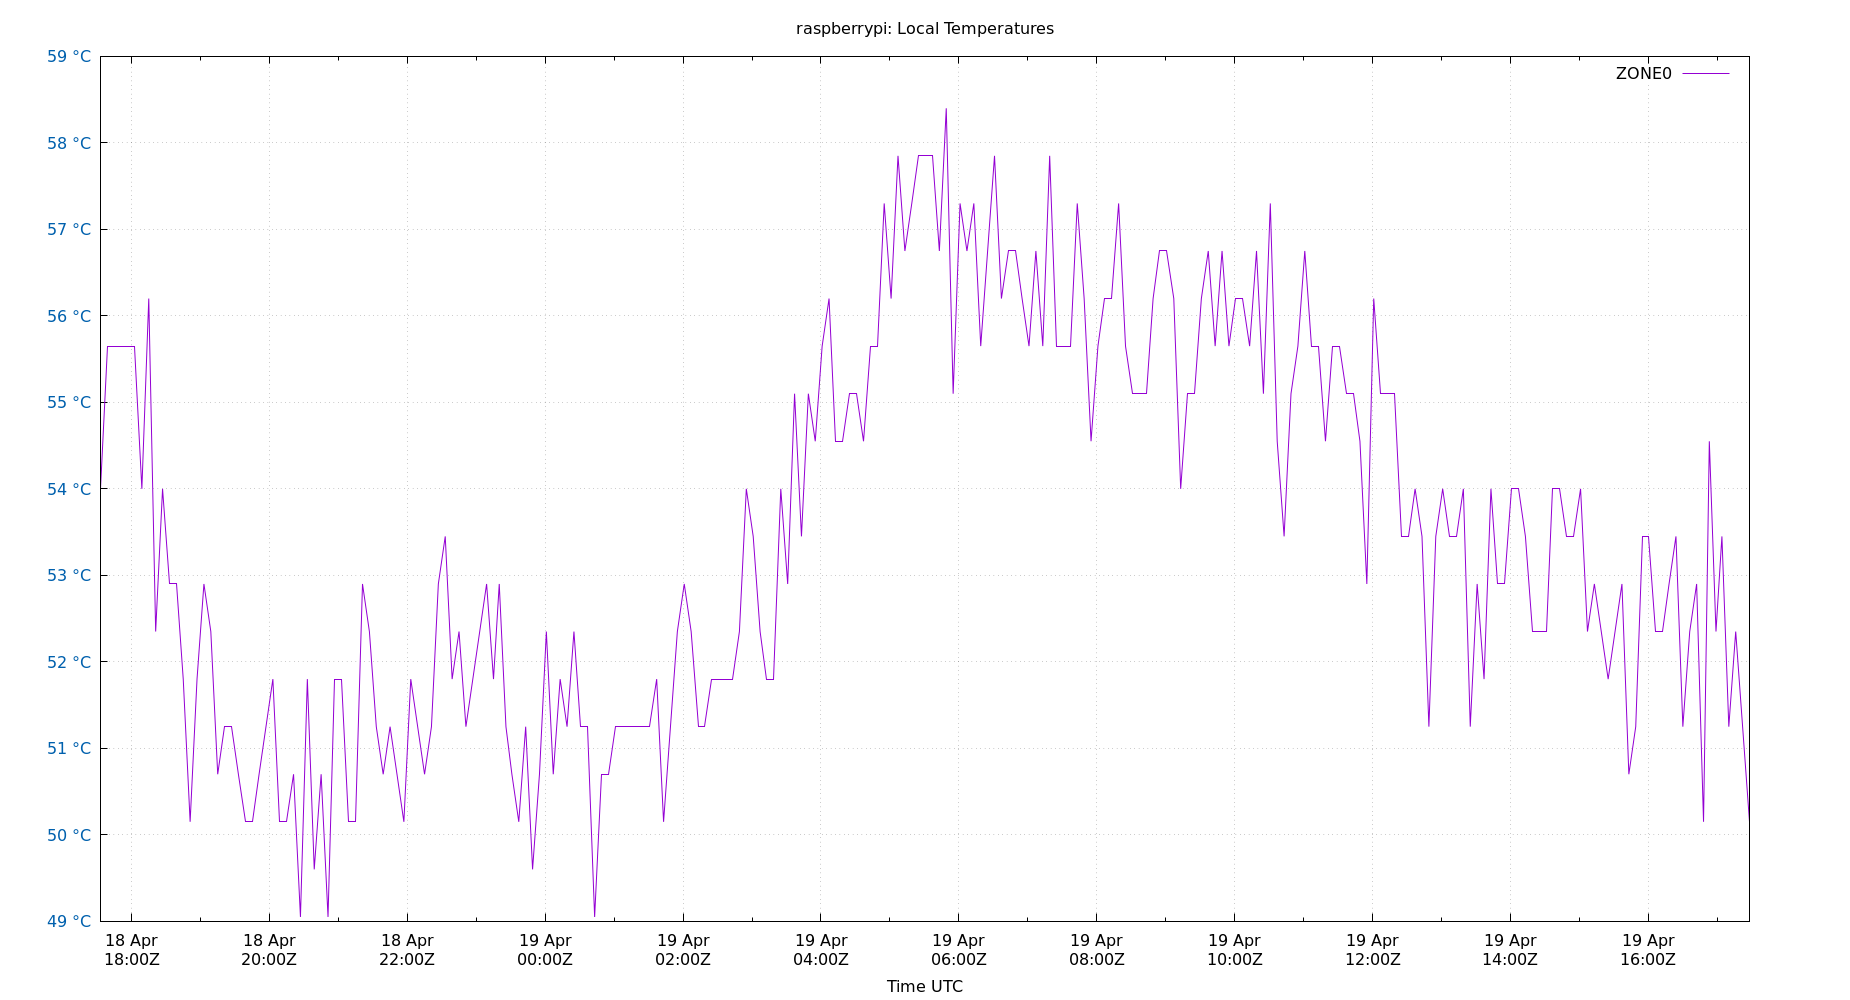 raspberrypi: Local Temperatures
59 °C
ZONE0
58 °C
57 °C
56 °C
55 °C
54 °C
53 °C
52 °C
51 °C
50 °C
49 °C
18 Apr 18 Apr 18 Apr 19 Apr 19 Apr 19 Apr 19 Apr 19 Apr 19 Apr 19 Apr 19 Apr 19 Apr
18:00Z 20:00Z 22:00Z 00:00Z 02:00Z 04:00Z 06:00Z 08:00Z 10:00Z 12:00Z 14:00Z 16:00Z
Time UTC